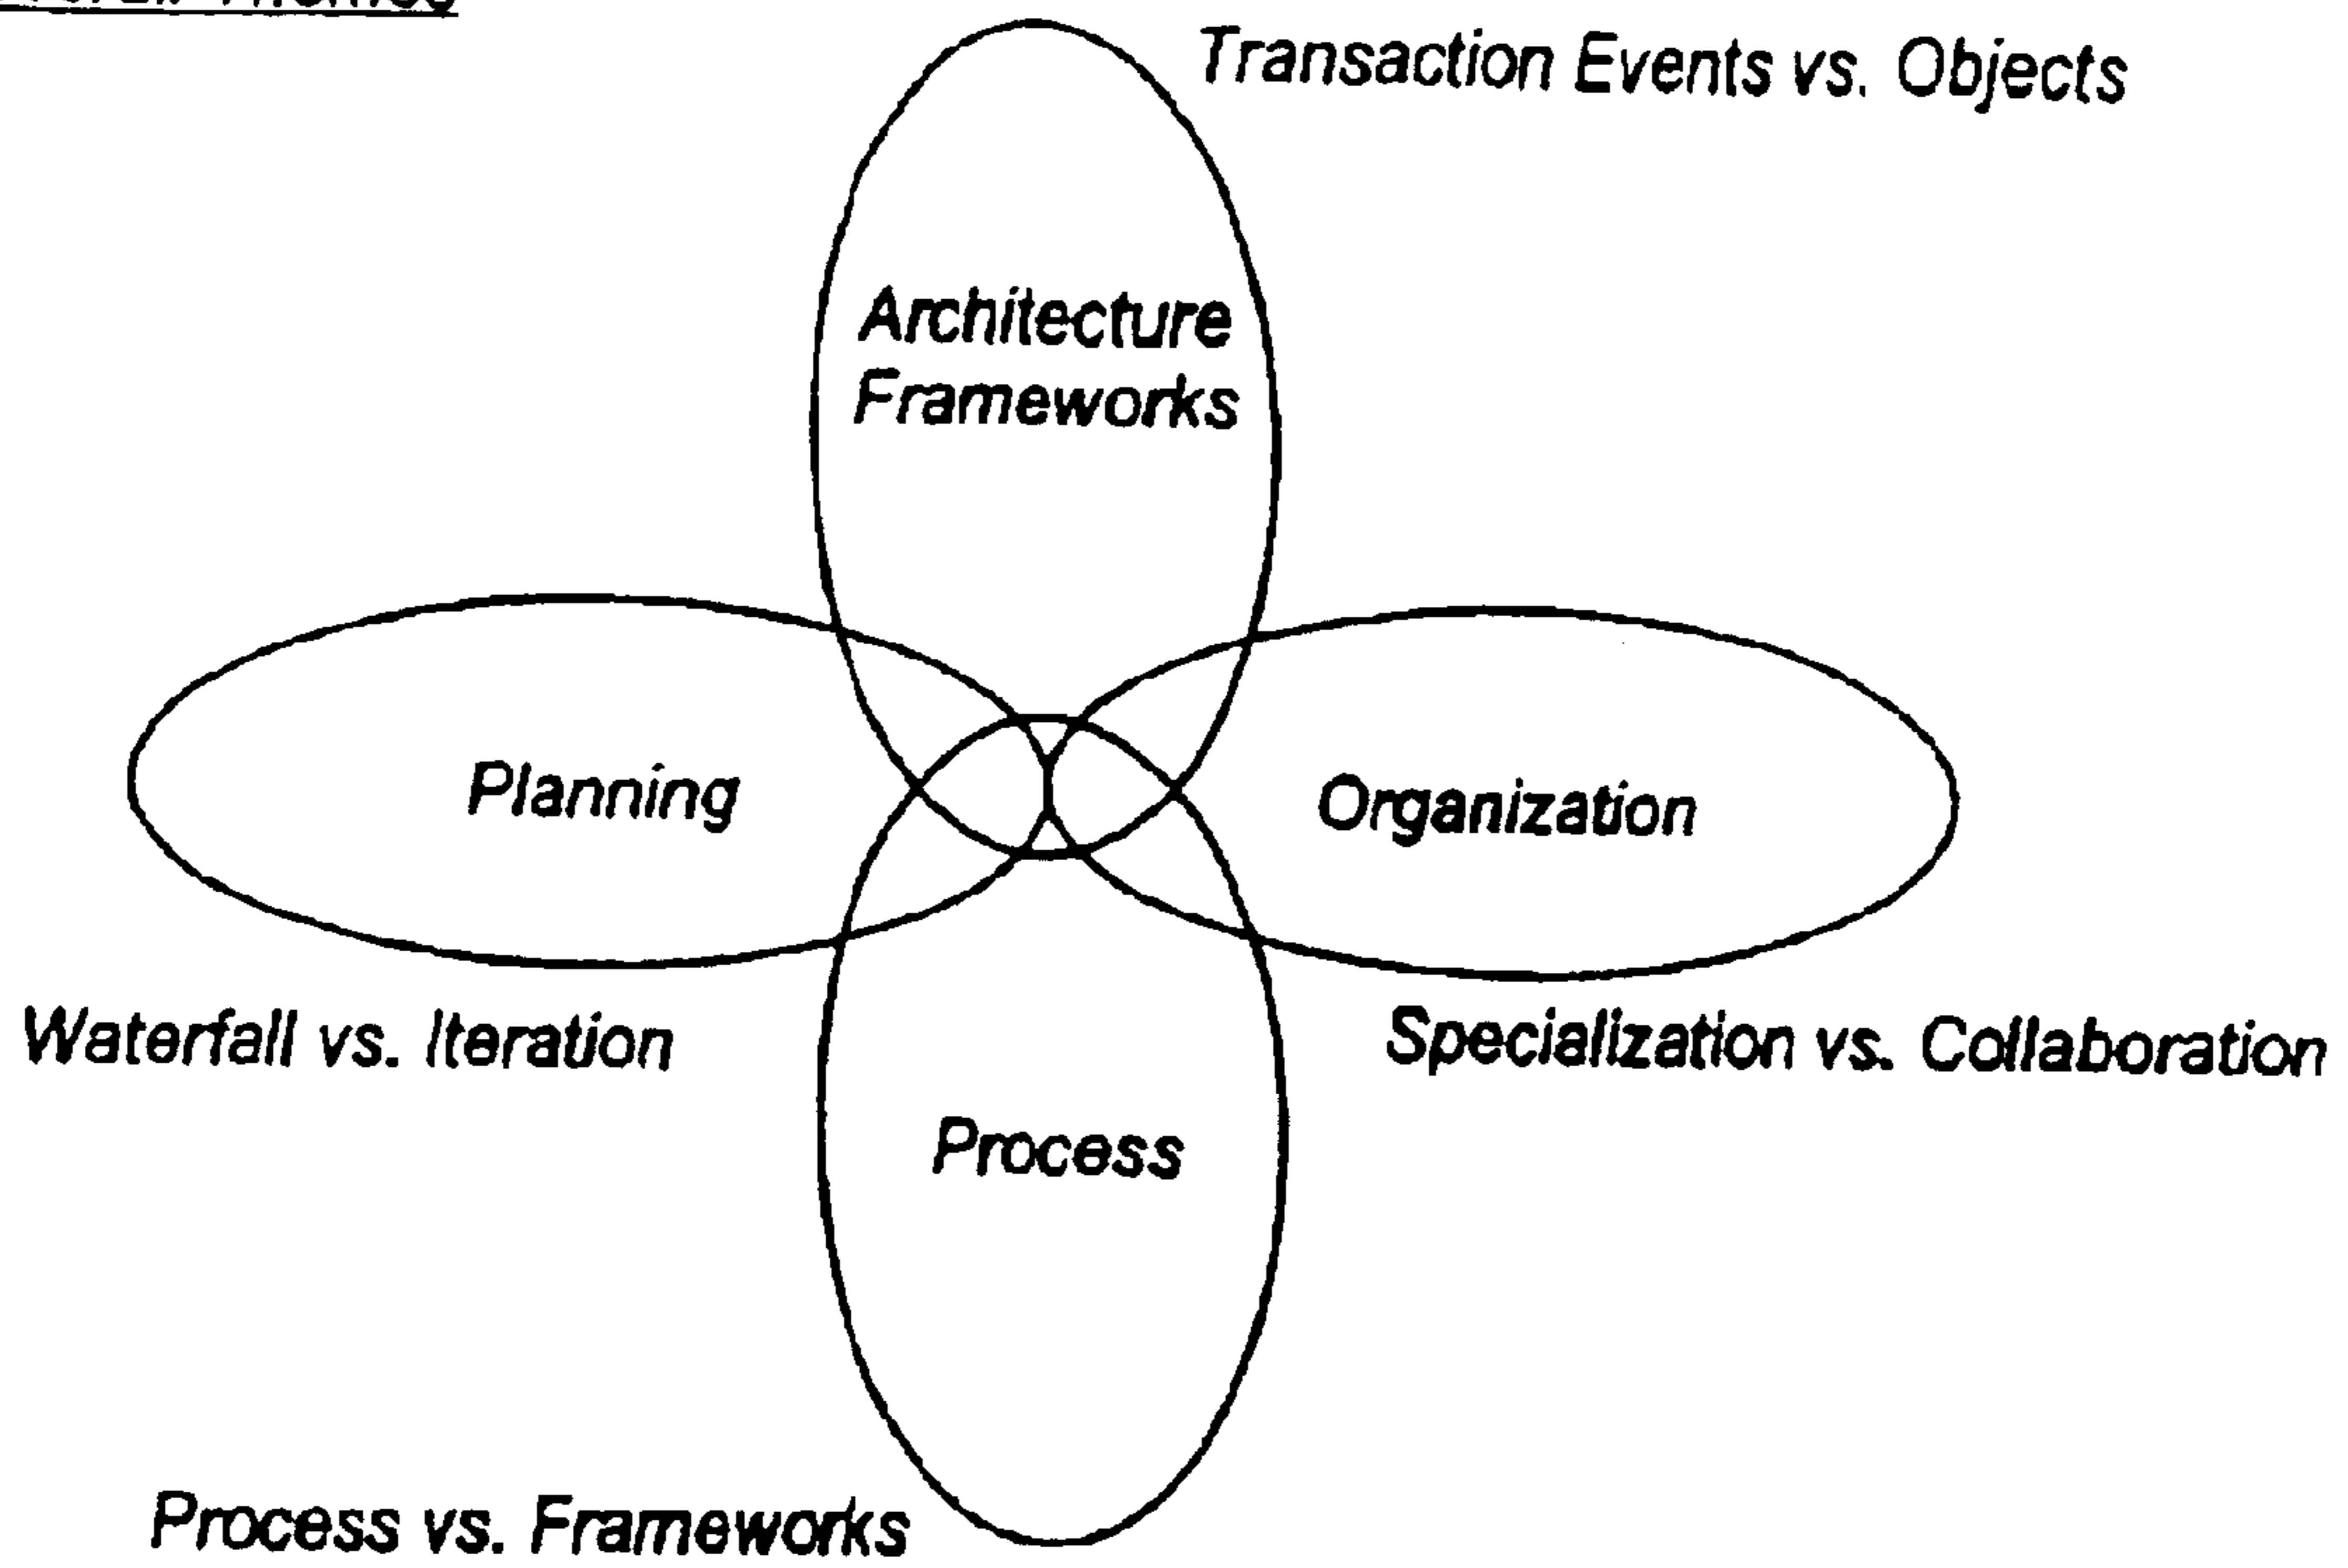 Transaction Events vs. Objects
Architecture
Frameworks
Planning
Organization
Waterfall vs. Iteration
Specialization vs. Collaboration
Process
Process vs. Frameworks